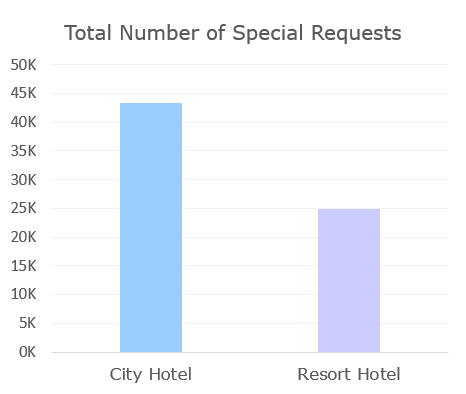 Total Number of Special Requests
50K
45K
40K
35K
30K
25K
20K
15K
10K
5K
0K
City Hotel
Resort Hotel